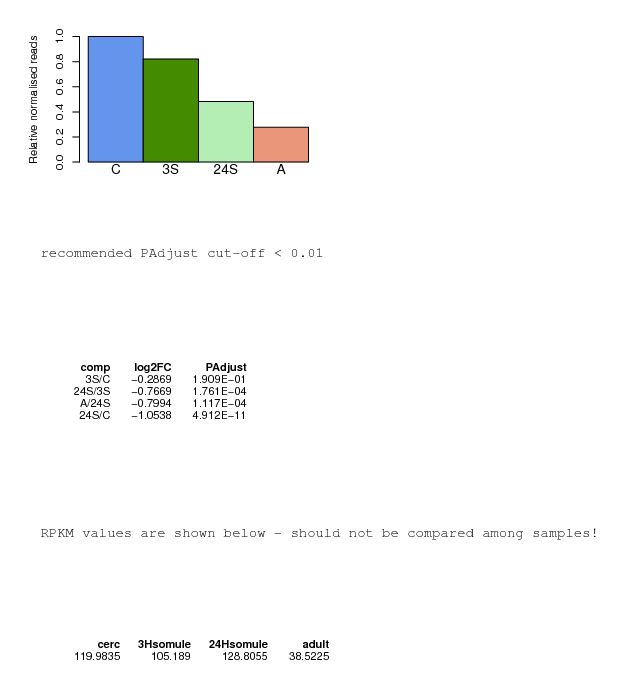 Relative normalised reads
1.0
0.8
0.6
0.4
0.2
0.0
C 3S 24S A
recommended PAdjust cut-off < 0.01
comp log2FC PAdjust
3S/C −0.2869 1.909E−01
24S/3S −0.7669 1.761E−04
A/24S −0.7994 1.117E−04
24S/C −1.0538 4.912E−11
RPKM values are shown below - should not be compared among samples!
cerc 3Hsomule 24Hsomule adult
119.9835 105.189 128.8055 38.5225